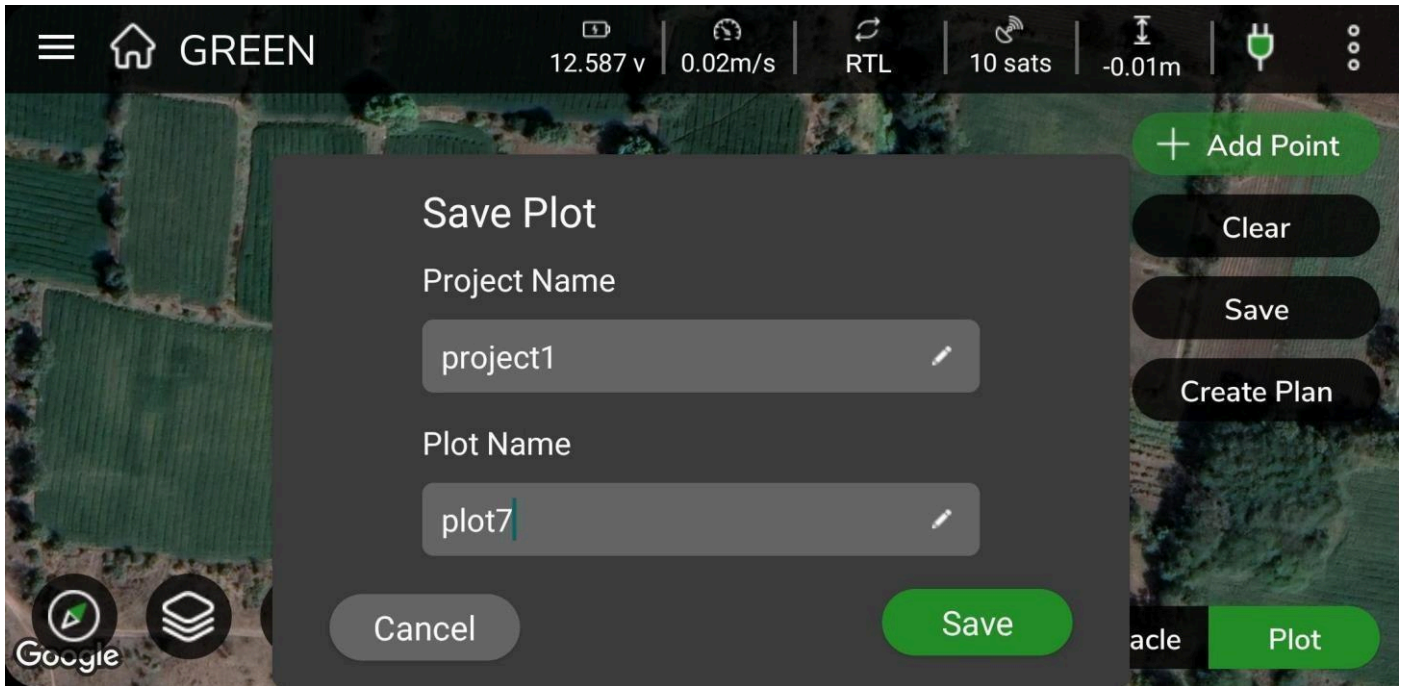 GREEN
12.587 v
0.02m/s
RTL
10 sats
-0.01m
Add Point
Clear
Save
Create Plan
Save Plot
Project Name
project1
Plot Name
plot7
Cancel
Save
Google
acle
Plot